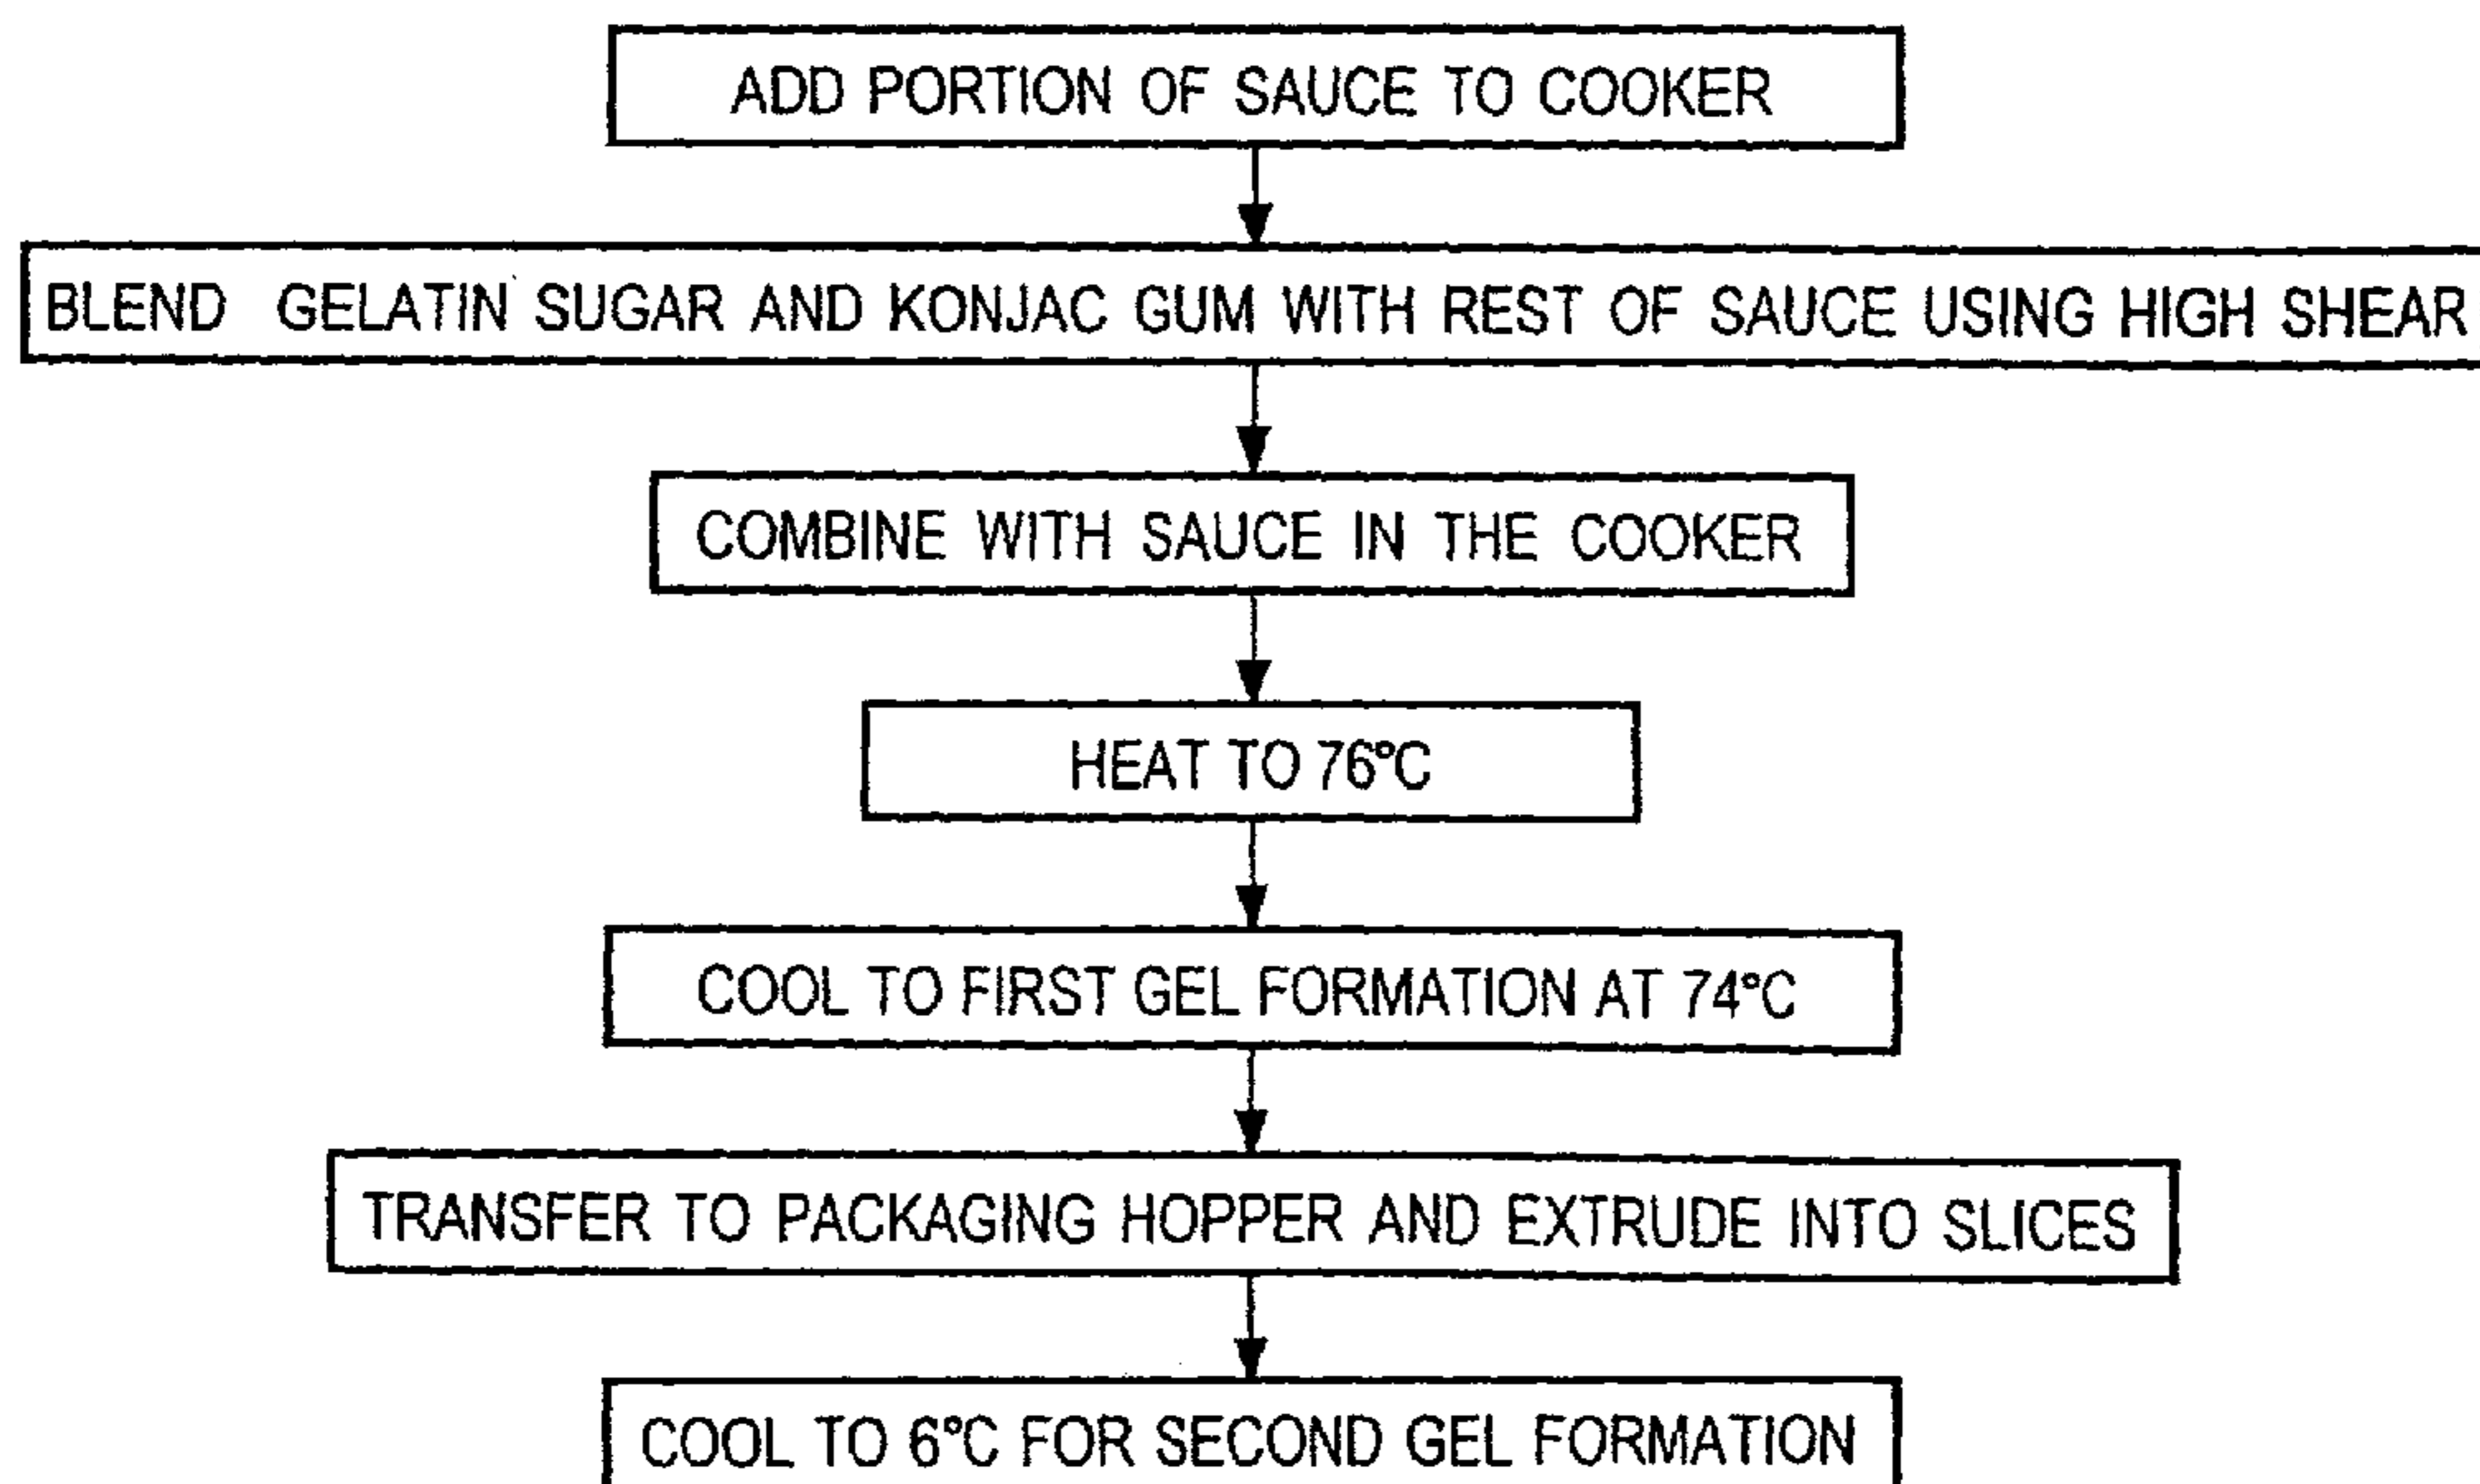 ADD PORTION OF SAUCE TO COOKER
BLEND GELATIN SUGAR AND KONJAC GUM WITH REST OF SAUCE USING HIGH SHEAR
COMBINE WITH SAUCE IN THE COOKER
HEAT TO 76°C
COOL TO FIRST GEL FORMATION AT 74°C
TRANSFER TO PACKAGING HOPPER AND EXTRUDE INTO SLICES
COOL TO 6°C FOR SECOND GEL FORMATION